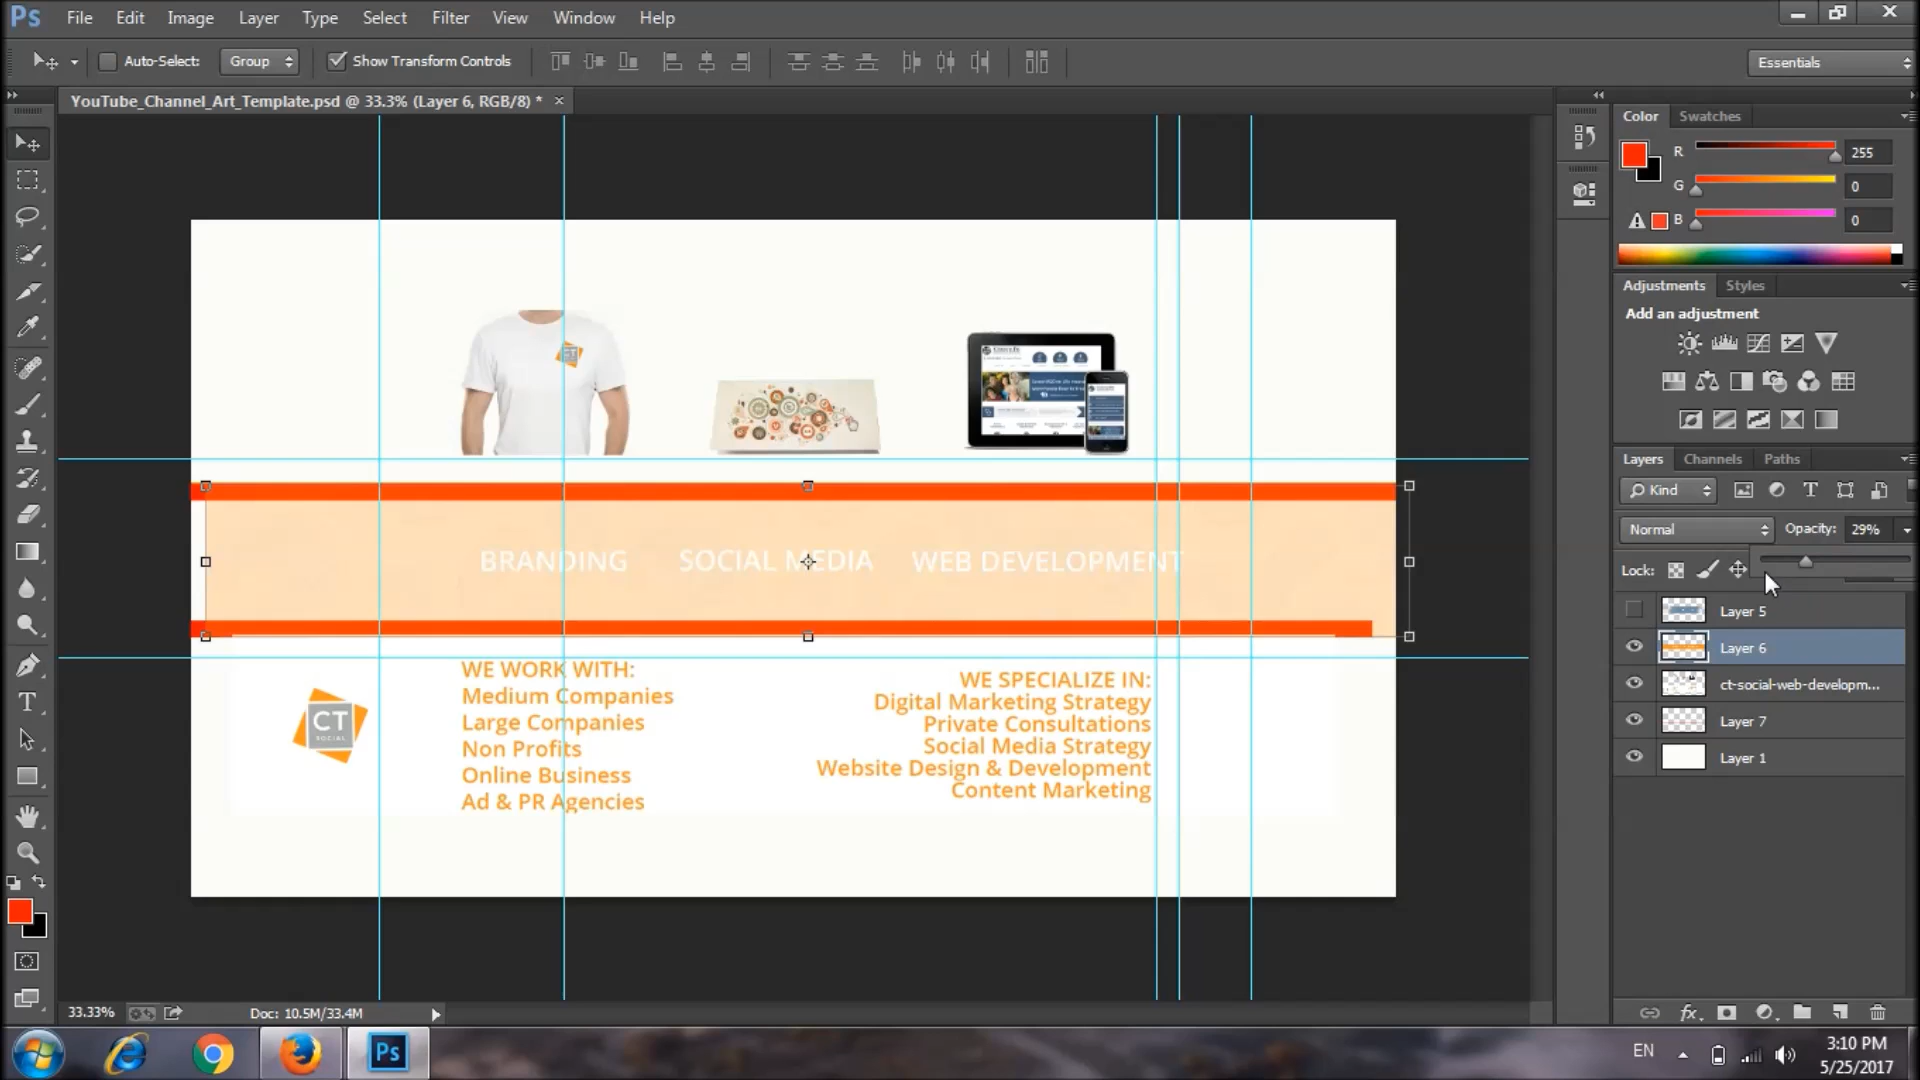 Ps File Edit Image Layer Type Select Filter View Window Help
Auto-Select: Group Show Transform Controls Essentials
YouTube_Channel_Art_Template.psd @ 33.3% (Layer 6, RGB/8) * ×
Color Swatches
R 255
G 0
B 0
Adjustments Styles
Add an adjustment
Layers Channels Paths
Kind
Normal Opacity: 29%
Lock:
Layer 5
Layer 6
ct-social-web-developm...
Layer 7
Layer 1
CT
BRANDING SOCIAL MEDIA WEB DEVELOPMENT
CT
SOCIAL
WE WORK WITH:
Medium Companies
Large Companies
Non Profits
Online Business
Ad & PR Agencies
WE SPECIALIZE IN:
Digital Marketing Strategy
Private Consultations
Social Media Strategy
Website Design & Development
Content Marketing
33.33% Doc: 10.5M/33.4M
fx
Ps
EN
3:10 PM
5/25/2017